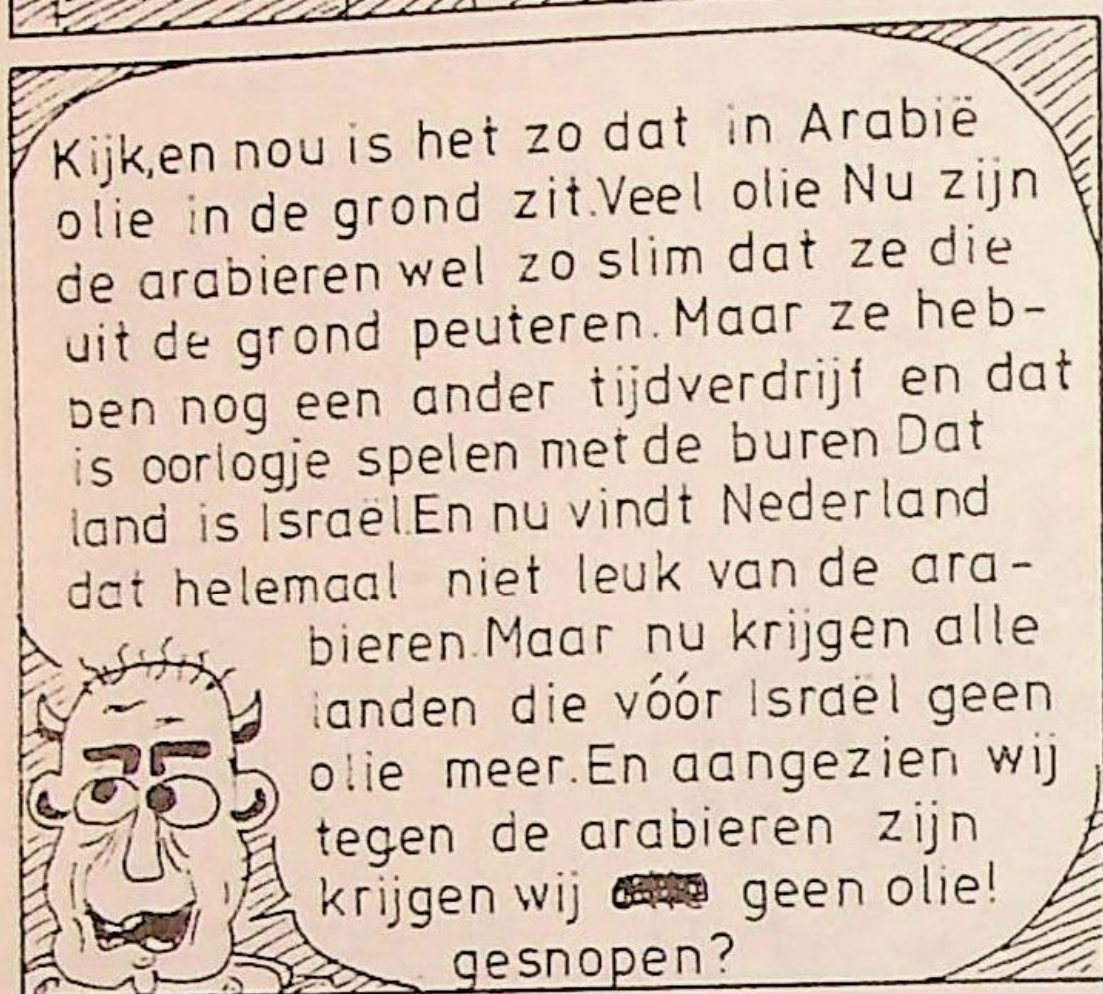 Kijk,en nou is het zo dat in Arabië
olie in de grond zit.Veel olie Nu zijn
de arabieren wel zo slim dat ze die
uit de grond peuteren. Maar ze heb-
ben nog een ander tijdverdrijf en dat
is oorlogje spelen met de buren Dat
land is Israël.En nu vindt Nederland
dat helemaal niet leuk van de ara-
bieren.Maar nu krijgen alle
landen die vóór Israël geen
olie meer.En aangezien wij
tegen de arabieren zijn
krijgen wij geen olie!
gesnopen?